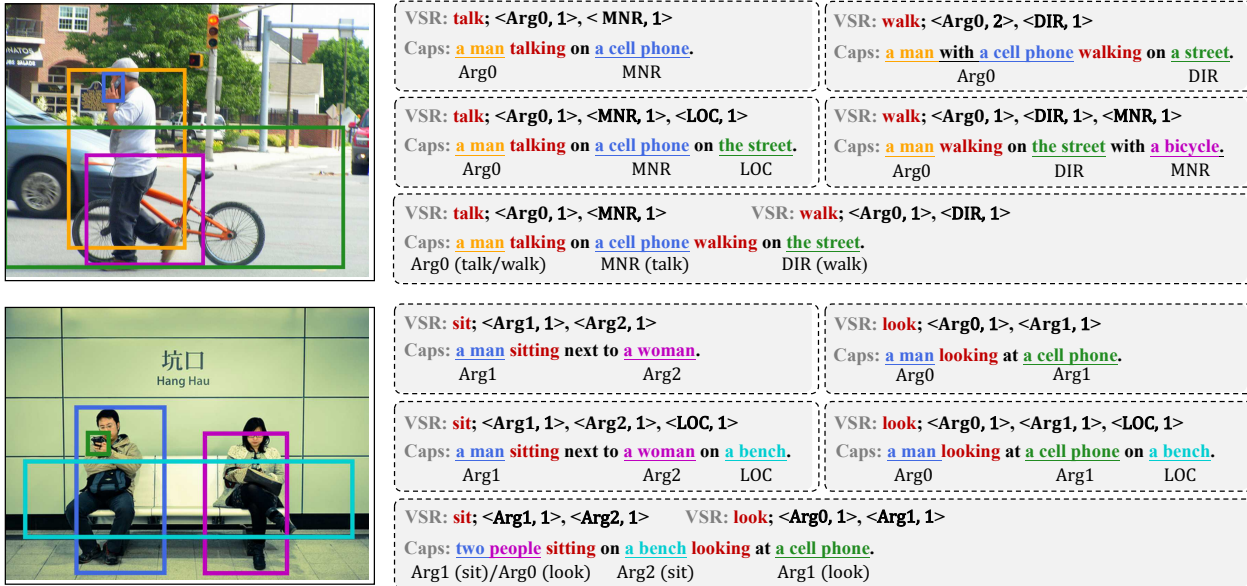 VSR: talk; <Arg0, 1>, < MNR, 1>
Caps: a man talking on a cell phone.
Arg0 MNR
VSR: walk; <Arg0, 2>, <DIR, 1>
Caps: a man with a cell phone walking on a street.
Arg0 DIR
VSR: talk; <Arg0, 1>, <MNR, 1>, <LOC, 1>
Caps: a man talking on a cell phone on the street.
Arg0 MNR LOC
VSR: walk; <Arg0, 1>, <DIR, 1>, <MNR, 1>
Caps: a man walking on the street with a bicycle.
Arg0 DIR MNR
VSR: talk; <Arg0, 1>, <MNR, 1> VSR: walk; <Arg0, 1>, <DIR, 1>
Caps: a man talking on a cell phone walking on the street.
Arg0 (talk/walk) MNR (talk) DIR (walk)
坑口
Hang Hau
VSR: sit; <Arg1, 1>, <Arg2, 1>
Caps: a man sitting next to a woman.
Arg1 Arg2
VSR: look; <Arg0, 1>, <Arg1, 1>
Caps: a man looking at a cell phone.
Arg0 Arg1
VSR: sit; <Arg1, 1>, <Arg2, 1>, <LOC, 1>
Caps: a man sitting next to a woman on a bench.
Arg1 Arg2 LOC
VSR: look; <Arg0, 1>, <Arg1, 1>, <LOC, 1>
Caps: a man looking at a cell phone on a bench.
Arg0 Arg1 LOC
VSR: sit; <Arg1, 1>, <Arg2, 1> VSR: look; <Arg0, 1>, <Arg1, 1>
Caps: two people sitting on a bench looking at a cell phone.
Arg1 (sit)/Arg0 (look) Arg2 (sit) Arg1 (look)